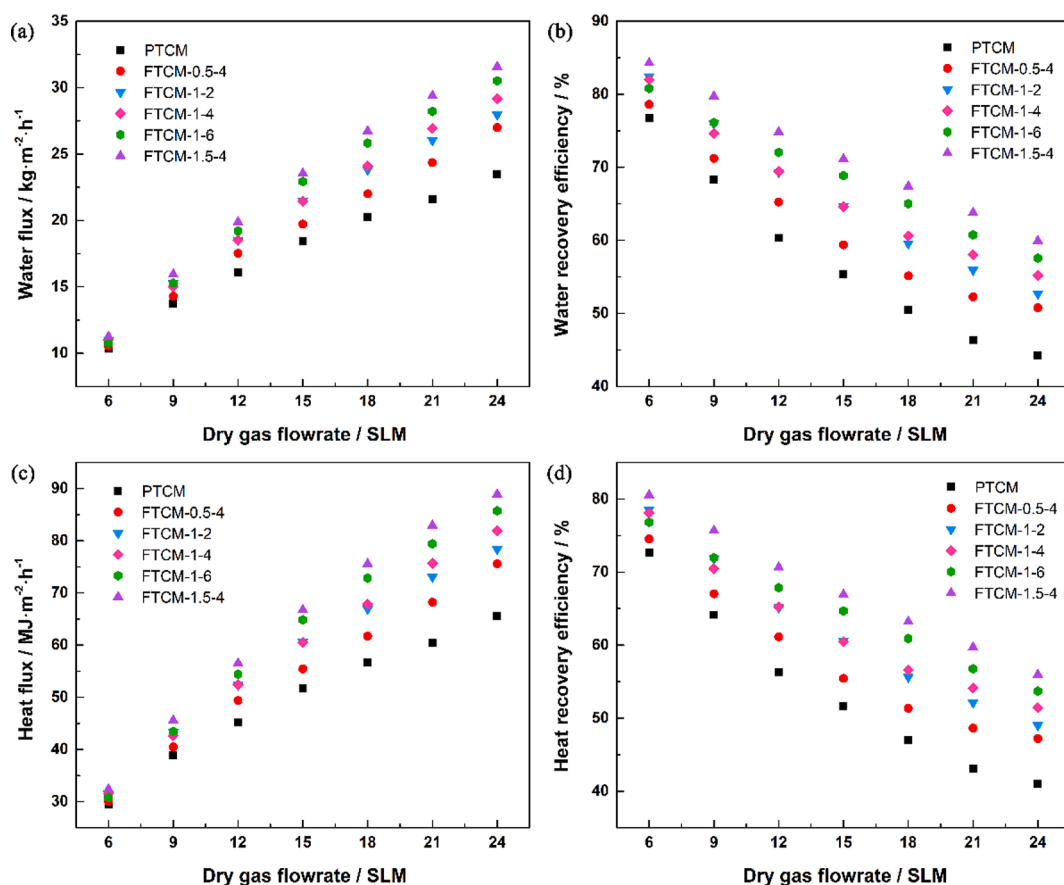 (a)
Water flux / kg·m⁻²·h⁻¹
35
30
25
20
15
10
PTCM
FTCM-0.5-4
FTCM-1-2
FTCM-1-4
FTCM-1-6
FTCM-1.5-4
6 9 12 15 18 21 24
Dry gas flowrate / SLM
(b)
Water recovery efficiency / %
90
80
70
60
50
40
PTCM
FTCM-0.5-4
FTCM-1-2
FTCM-1-4
FTCM-1-6
FTCM-1.5-4
6 9 12 15 18 21 24
Dry gas flowrate / SLM
(c)
Heat flux / MJ·m⁻²·h⁻¹
90
80
70
60
50
40
30
PTCM
FTCM-0.5-4
FTCM-1-2
FTCM-1-4
FTCM-1-6
FTCM-1.5-4
6 9 12 15 18 21 24
Dry gas flowrate / SLM
(d)
Heat recovery efficiency / %
80
70
60
50
40
PTCM
FTCM-0.5-4
FTCM-1-2
FTCM-1-4
FTCM-1-6
FTCM-1.5-4
6 9 12 15 18 21 24
Dry gas flowrate / SLM